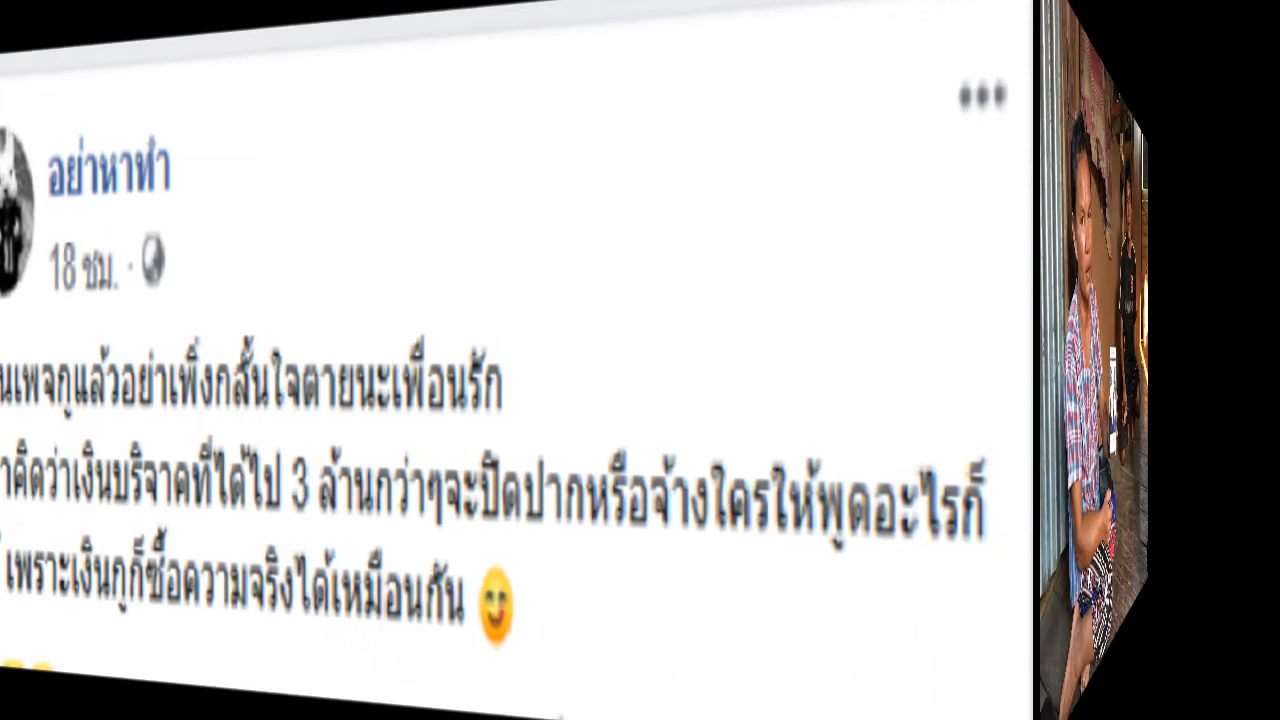 อย่าหาทำ
18 ชม. ·
นเพจกูแล้วอย่าเพิ่งกลั้นใจตายนะเพื่อนรัก
าคิดว่าเงินบริจาคที่ได้ไป 3 ล้านกว่าๆจะปิดปากหรือจ้างใครให้พูดอะไรก็
เพราะเงินกูก็ซื้อความจริงได้เหมือนกัน 😊